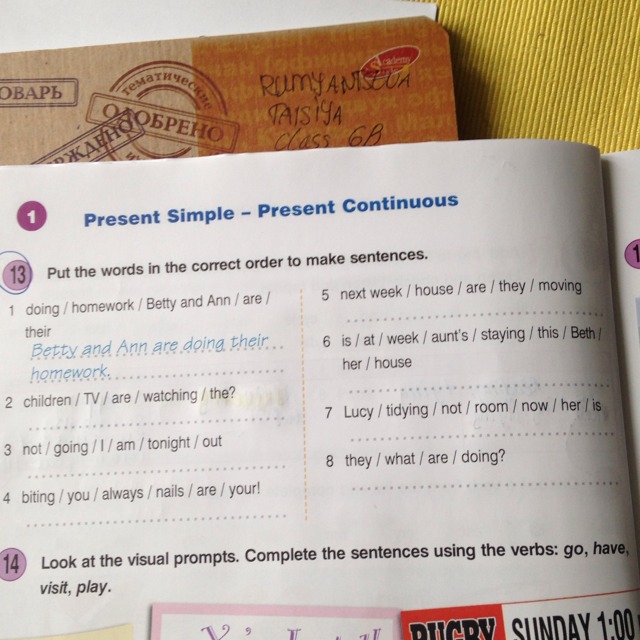 ОВАРЬ
тематические
ОДОБРЕНО
ЖДЕНО
Academy
RUMYANTSEVA
TAISIYA
Class 6B
1 Present Simple – Present Continuous
13 Put the words in the correct order to make sentences.
1 doing / homework / Betty and Ann / are /
their
Betty and Ann are doing their
homework.
2 children / TV / are / watching / the?
3 not / going / I / am / tonight / out
4 biting / you / always / nails / are / your!
5 next week / house / are / they / moving
6 is / at / week / aunt's / staying / this / Beth /
her / house
7 Lucy / tidying / not / room / now / her / is
8 they / what / are / doing?
1
14 Look at the visual prompts. Complete the sentences using the verbs: go, have,
visit, play.
RUGBY SUNDAY 1:00